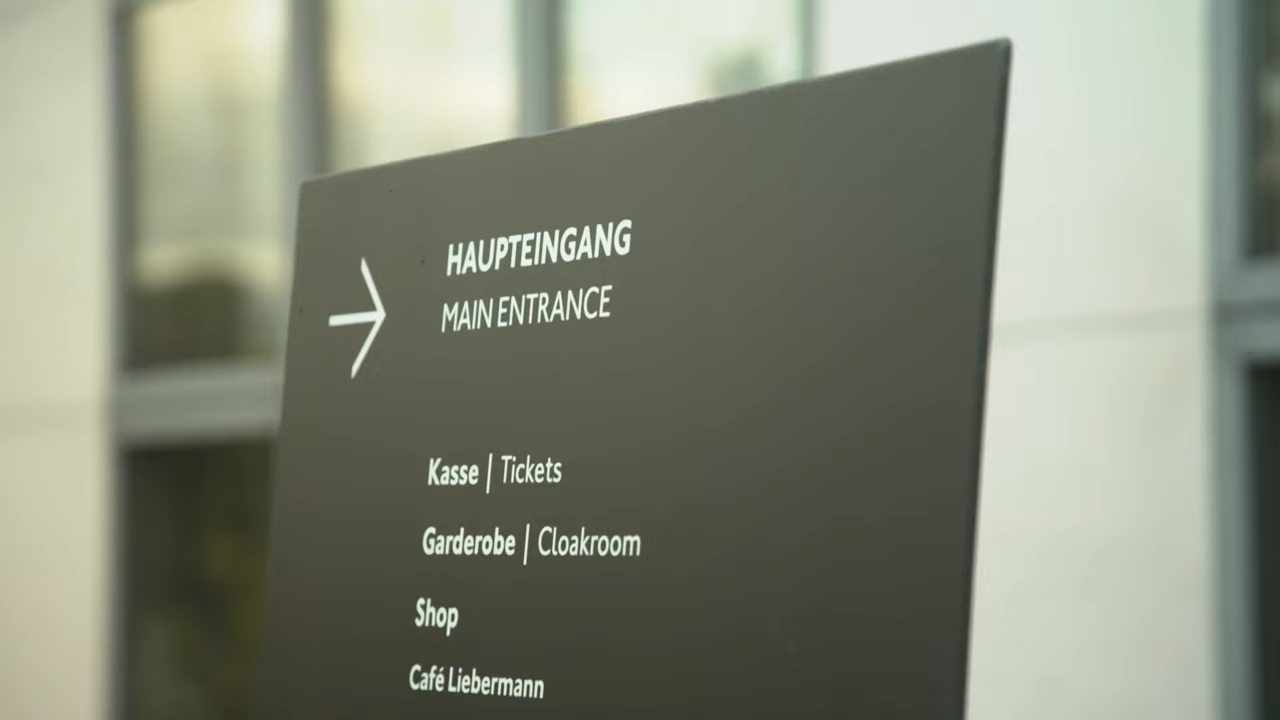 HAUPTEINGANG
MAIN ENTRANCE
Kasse | Tickets
Garderobe | Cloakroom
Shop
Café Liebermann